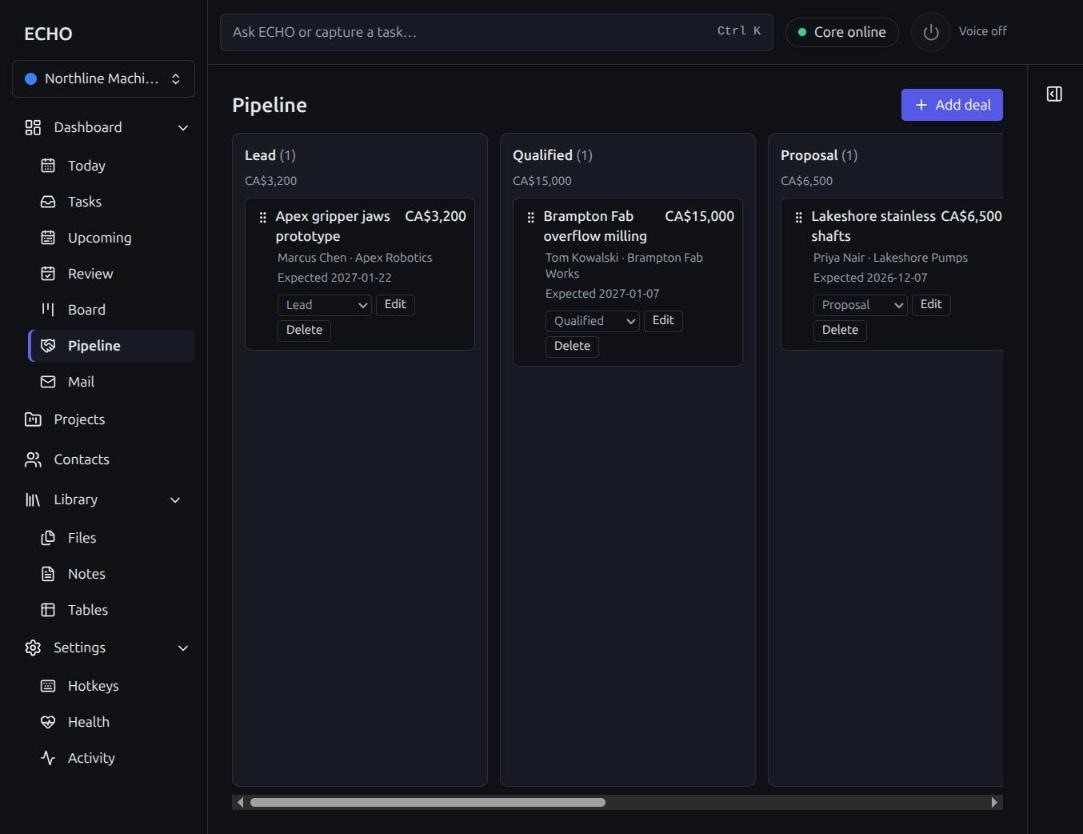 ECHO
Northline Machi...
Dashboard
Today
Tasks
Upcoming
Review
Board
Pipeline
Mail
Projects
Contacts
Library
Files
Notes
Tables
Settings
Hotkeys
Health
Activity
Ask ECHO or capture a task... Ctrl K
Core online
Voice off
Pipeline
+ Add deal
Lead (1)
CA$3,200
Apex gripper jaws CA$3,200
prototype
Marcus Chen · Apex Robotics
Expected 2027-01-22
Lead Edit
Delete
Qualified (1)
CA$15,000
Brampton Fab CA$15,000
overflow milling
Tom Kowalski · Brampton Fab
Works
Expected 2027-01-07
Qualified Edit
Delete
Proposal (1)
CA$6,500
Lakeshore stainless CA$6,500
shafts
Priya Nair · Lakeshore Pumps
Expected 2026-12-07
Proposal Edit
Delete